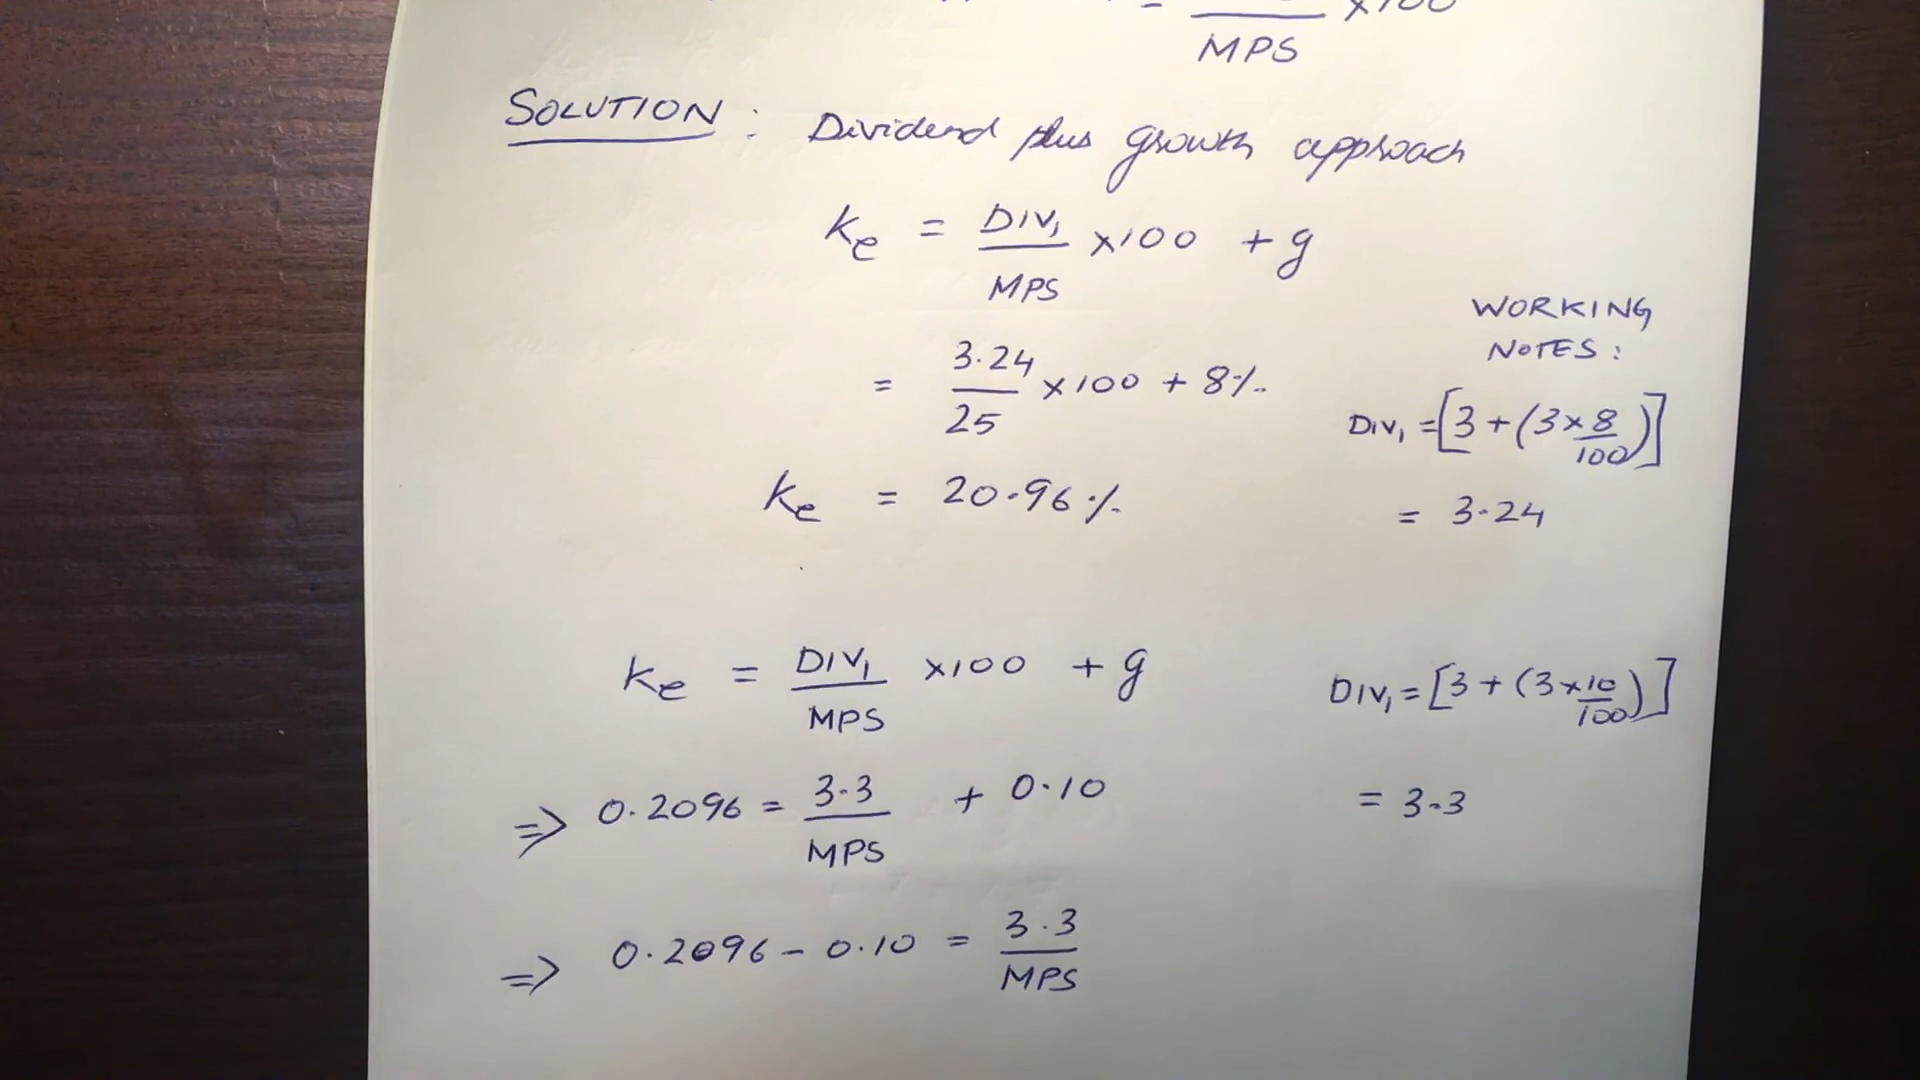 = ___ x100
MPS
SOLUTION : Dividend plus growth approach
Ke = DIV₁/MPS x100 + g
= 3.24/25 x100 + 8%
Ke = 20.96%
WORKING
NOTES :
DIV₁ = [3 + (3x8/100)]
= 3.24
Ke = DIV₁/MPS x100 + g
⇒ 0.2096 = 3.3/MPS + 0.10
⇒ 0.2096 - 0.10 = 3.3/MPS
DIV₁ = [3 + (3x10/100)]
= 3.3